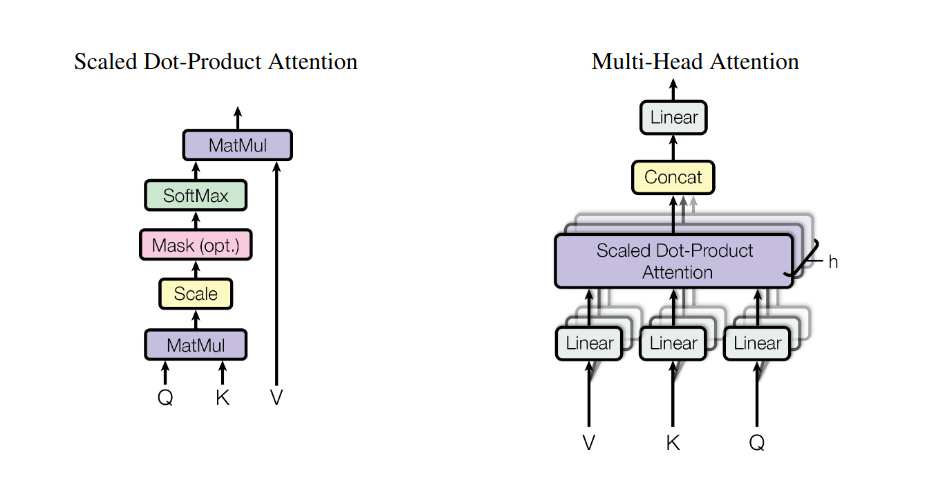 Scaled Dot-Product Attention
MatMul
SoftMax
Mask (opt.)
Scale
MatMul
Q K V
Multi-Head Attention
Linear
Concat
Scaled Dot-Product
Attention
h
Linear Linear Linear
V K Q